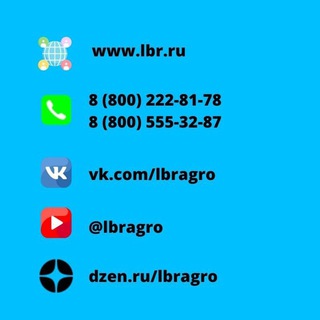 www.lbr.ru
8 (800) 222-81-78
8 (800) 555-32-87
vk.com/lbragro
@lbragro
dzen.ru/lbragro